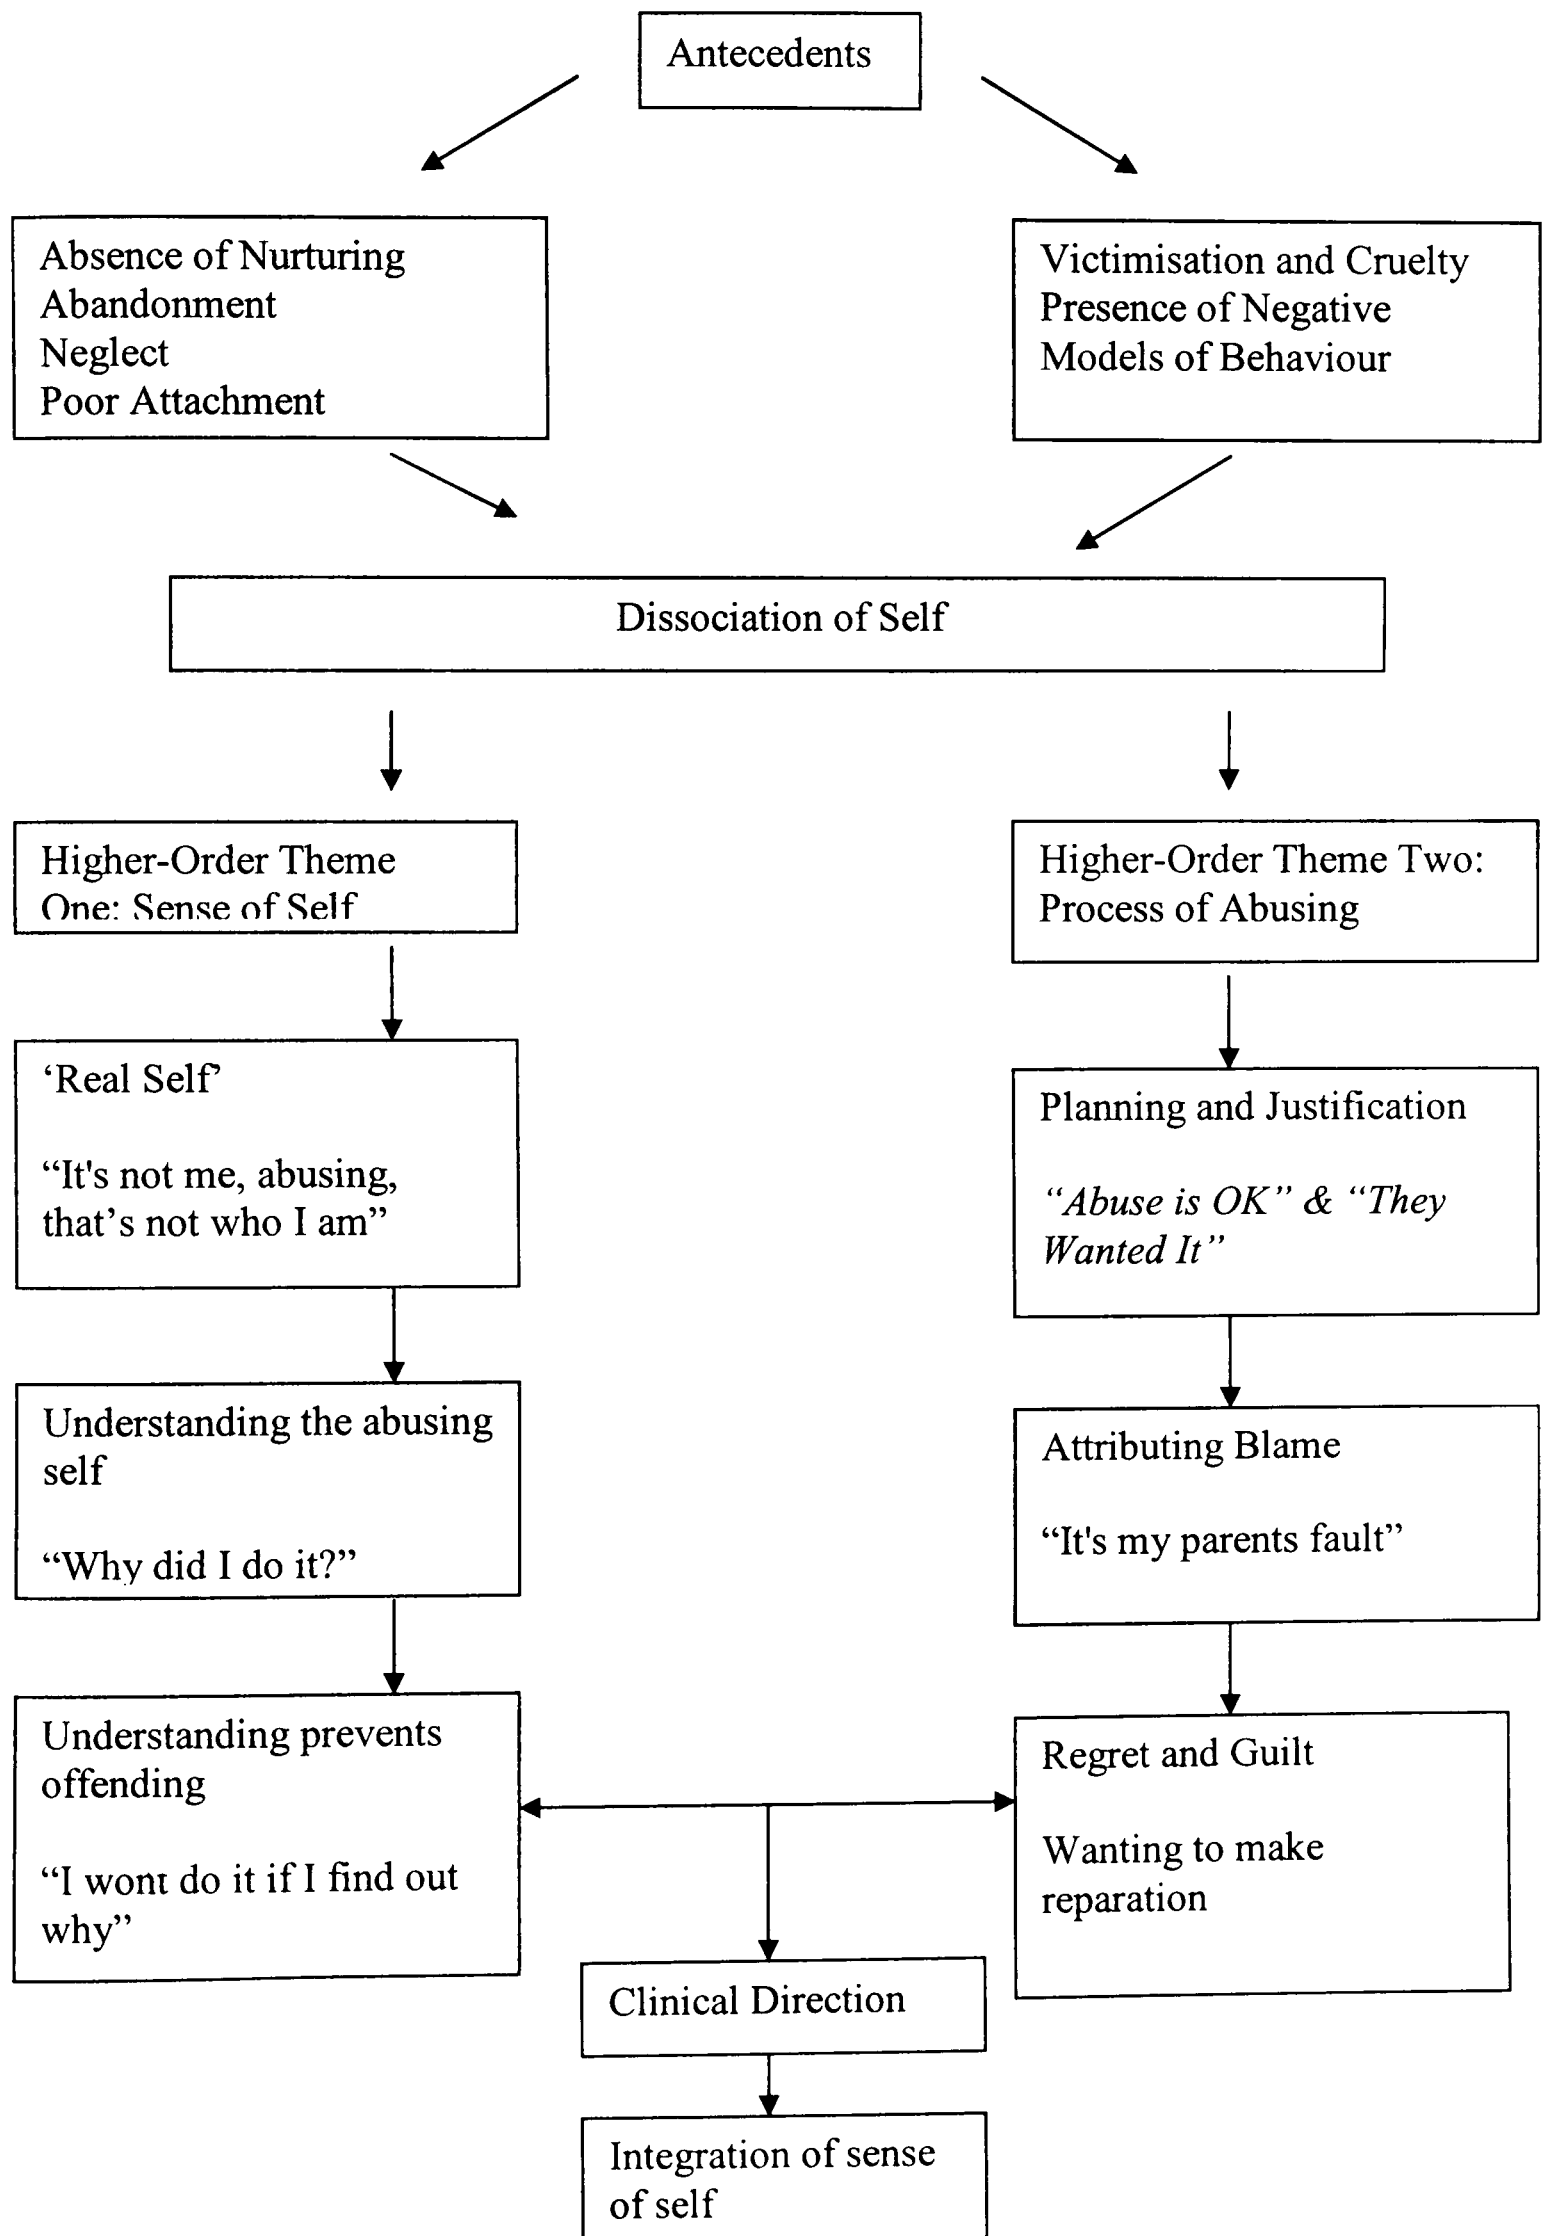 Antecedents
Absence of Nurturing
Abandonment
Neglect
Poor Attachment
Victimisation and Cruelty
Presence of Negative
Models of Behaviour
Dissociation of Self
Higher-Order Theme
One: Sense of Self
Higher-Order Theme Two:
Process of Abusing
‘Real Self’
“It's not me, abusing,
that’s not who I am”
Planning and Justification
“Abuse is OK” & “They
Wanted It”
Understanding the abusing
self
“Why did I do it?”
Attributing Blame
“It's my parents fault”
Understanding prevents
offending
“I wont do it if I find out
why”
Regret and Guilt
Wanting to make
reparation
Clinical Direction
Integration of sense
of self